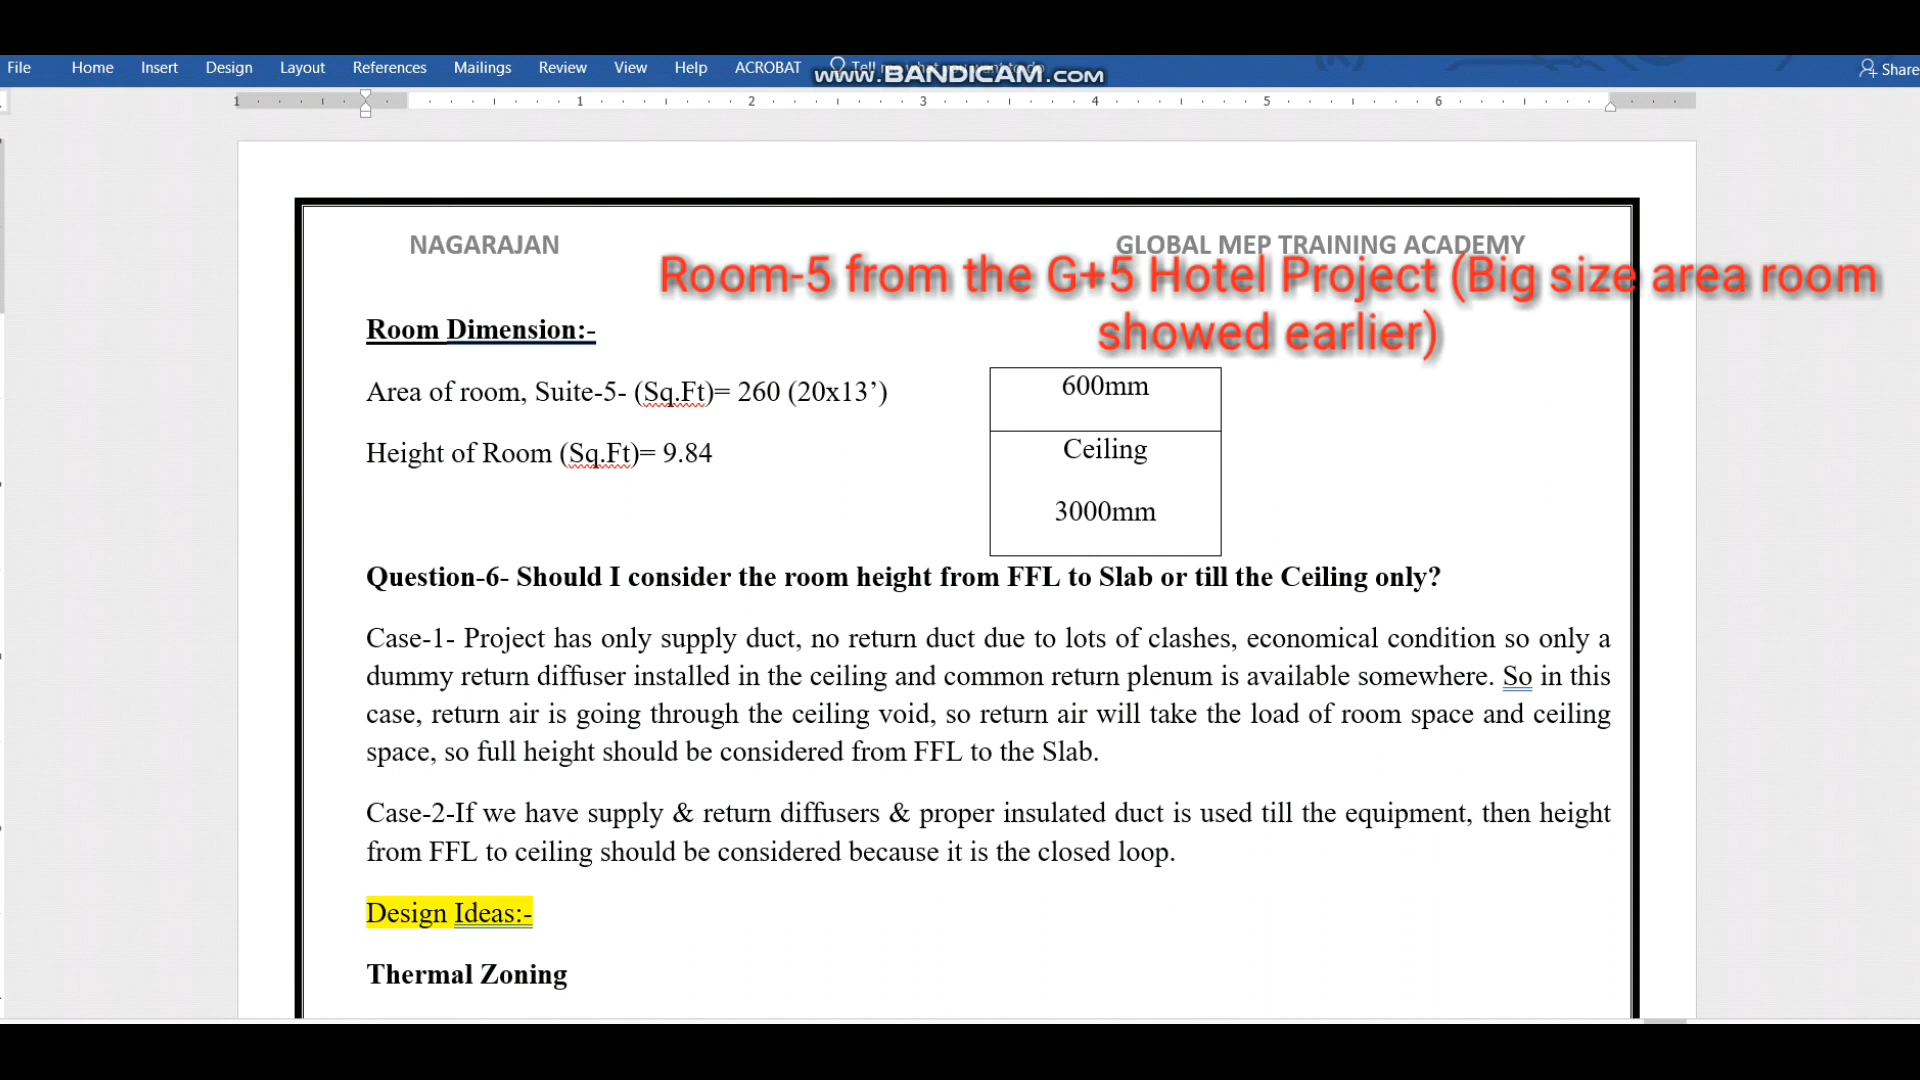 File Home Insert Design Layout References Mailings Review View Help ACROBAT Tell
www.BANDICAM.com
Share
1 1 2 3 4 5 6
NAGARAJAN GLOBAL MEP TRAINING ACADEMY
Room-5 from the G+5 Hotel Project (Big size area room
showed earlier)
Room Dimension:-
Area of room, Suite-5- (Sq.Ft)= 260 (20x13’)
Height of Room (Sq.Ft)= 9.84
600mm
Ceiling
3000mm
Question-6- Should I consider the room height from FFL to Slab or till the Ceiling only?
Case-1- Project has only supply duct, no return duct due to lots of clashes, economical condition so only a
dummy return diffuser installed in the ceiling and common return plenum is available somewhere. So in this
case, return air is going through the ceiling void, so return air will take the load of room space and ceiling
space, so full height should be considered from FFL to the Slab.
Case-2-If we have supply & return diffusers & proper insulated duct is used till the equipment, then height
from FFL to ceiling should be considered because it is the closed loop.
Design Ideas:-
Thermal Zoning